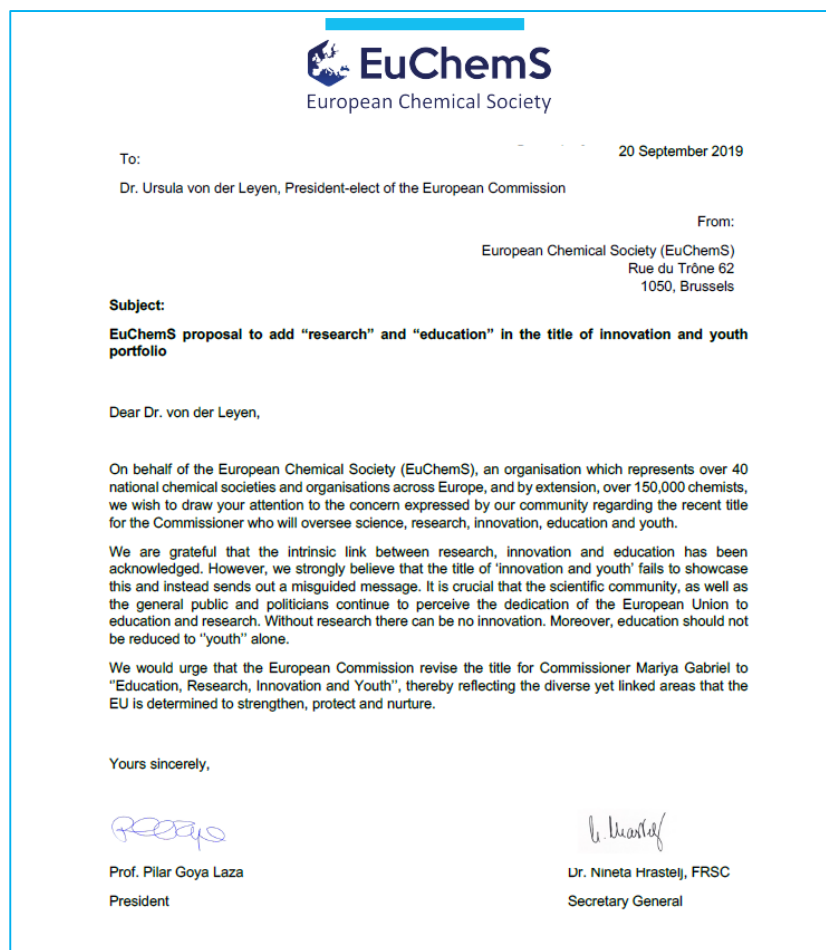 EuChemS
European Chemical Society
20 September 2019
To:
Dr. Ursula von der Leyen, President-elect of the European Commission
From:
European Chemical Society (EuChemS)
Rue du Trône 62
1050, Brussels
Subject:
EuChemS proposal to add “research” and “education” in the title of innovation and youth
portfolio
Dear Dr. von der Leyen,
On behalf of the European Chemical Society (EuChemS), an organisation which represents over 40
national chemical societies and organisations across Europe, and by extension, over 150,000 chemists,
we wish to draw your attention to the concern expressed by our community regarding the recent title
for the Commissioner who will oversee science, research, innovation, education and youth.
We are grateful that the intrinsic link between research, innovation and education has been
acknowledged. However, we strongly believe that the title of ‘innovation and youth’ fails to showcase
this and instead sends out a misguided message. It is crucial that the scientific community, as well as
the general public and politicians continue to perceive the dedication of the European Union to
education and research. Without research there can be no innovation. Moreover, education should not
be reduced to ‘‘youth’’ alone.
We would urge that the European Commission revise the title for Commissioner Mariya Gabriel to
‘‘Education, Research, Innovation and Youth’’, thereby reflecting the diverse yet linked areas that the
EU is determined to strengthen, protect and nurture.
Yours sincerely,
Prof. Pilar Goya Laza
President
Dr. Nineta Hrastelj, FRSC
Secretary General